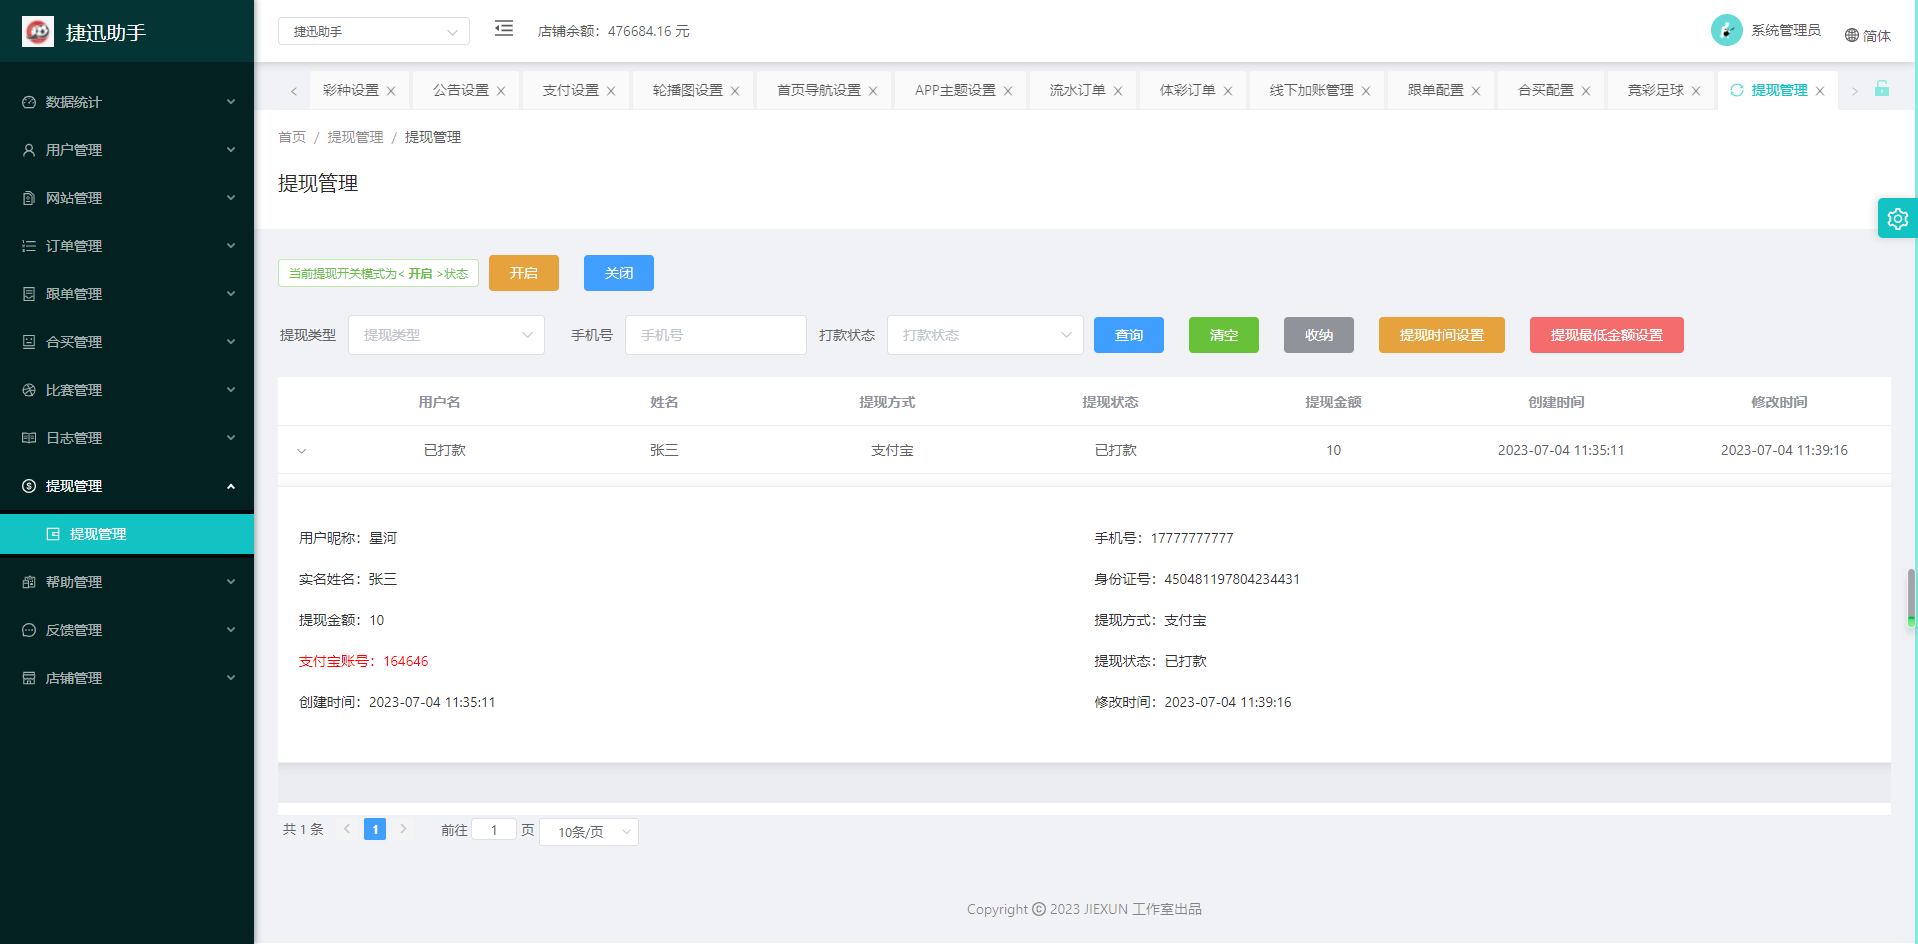 捷迅助手
捷迅助手
店铺余额：476684.16 元
系统管理员
简体
彩种设置
公告设置
支付设置
轮播图设置
首页导航设置
APP主题设置
流水订单
体彩订单
线下加账管理
跟单配置
合买配置
竞彩足球
提现管理
数据统计
用户管理
网站管理
订单管理
跟单管理
合买管理
比赛管理
日志管理
提现管理
提现管理
帮助管理
反馈管理
店铺管理
首页 / 提现管理 / 提现管理
提现管理
当前提现开关模式为< 开启 >状态
开启
关闭
提现类型 提现类型
手机号 手机号
打款状态 打款状态
查询
清空
收纳
提现时间设置
提现最低金额设置
用户名 姓名 提现方式 提现状态 提现金额 创建时间 修改时间
已打款 张三 支付宝 已打款 10 2023-07-04 11:35:11 2023-07-04 11:39:16
用户昵称：星河
手机号：17777777777
实名姓名：张三
身份证号：450481197804234431
提现金额：10
提现方式：支付宝
支付宝账号：164646
提现状态：已打款
创建时间：2023-07-04 11:35:11
修改时间：2023-07-04 11:39:16
共 1 条 1 前往 1 页 10条/页
Copyright © 2023 JIEXUN 工作室出品